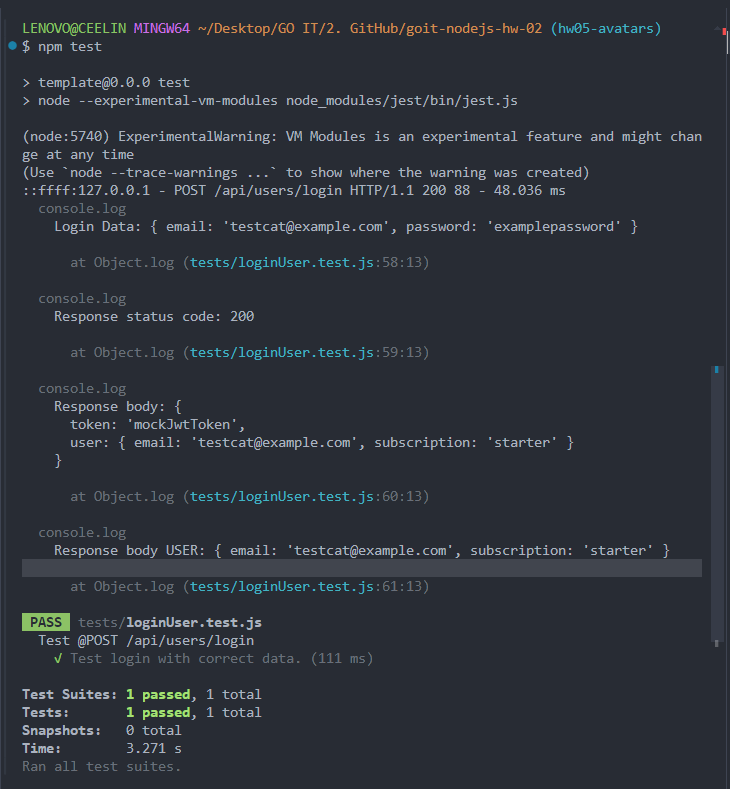 LENOVO@CEELIN MINGW64 ~/Desktop/GO IT/2. GoitHub/goit-nodejs-hw-02 (hw05-avatars)
$ npm test
> template@0.0.0 test
> node --experimental-vm-modules node_modules/jest/bin/jest.js
(node:5740) ExperimentalWarning: VM Modules is an experimental feature and might chan
ge at any time
(Use `node --trace-warnings ...` to show where the warning was created)
::ffff:127.0.0.1 - POST /api/users/login HTTP/1.1 200 88 - 48.036 ms
console.log
Login Data: { email: 'testcat@example.com', password: 'examplepassword' }
at Object.log (tests/loginUser.test.js:58:13)
console.log
Response status code: 200
at Object.log (tests/loginUser.test.js:59:13)
console.log
Response body: {
token: 'mockJwtToken',
user: { email: 'testcat@example.com', subscription: 'starter' }
}
at Object.log (tests/loginUser.test.js:60:13)
console.log
Response body USER: { email: 'testcat@example.com', subscription: 'starter' }
at Object.log (tests/loginUser.test.js:61:13)
PASS tests/loginUser.test.js
Test @POST /api/users/login
√ Test login with correct data. (111 ms)
Test Suites: 1 passed, 1 total
Tests: 1 passed, 1 total
Snapshots: 0 total
Time: 3.271 s
Ran all test suites.